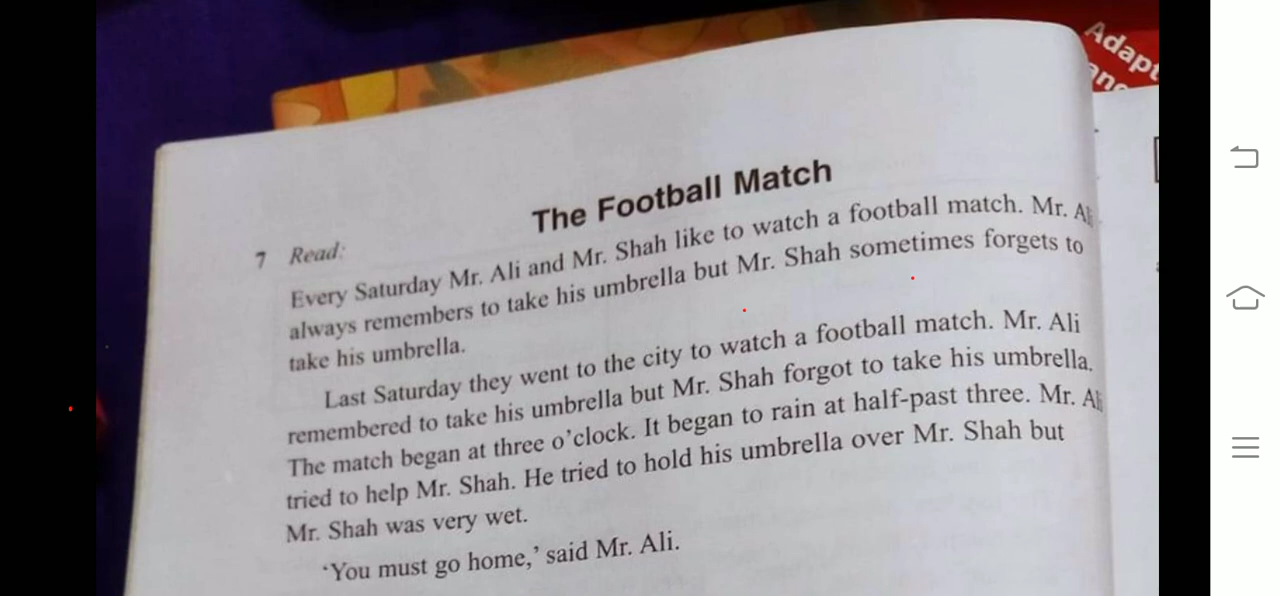 Adapt
The Football Match
7 Read:
Every Saturday Mr. Ali and Mr. Shah like to watch a football match. Mr. Ali
always remembers to take his umbrella but Mr. Shah sometimes forgets to
take his umbrella.
Last Saturday they went to the city to watch a football match. Mr. Ali
remembered to take his umbrella but Mr. Shah forgot to take his umbrella.
The match began at three o’clock. It began to rain at half-past three. Mr. Ali
tried to help Mr. Shah. He tried to hold his umbrella over Mr. Shah but
Mr. Shah was very wet.
‘You must go home,’ said Mr. Ali.